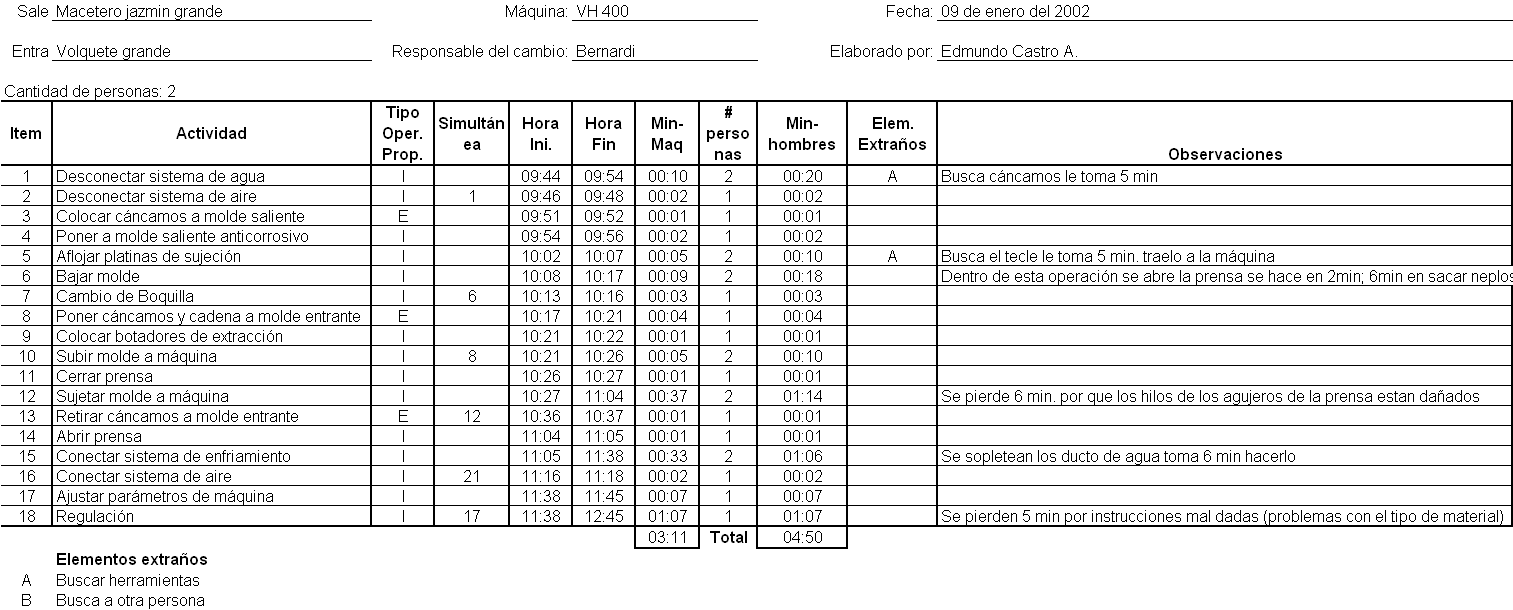 Sale Macetero jazmin grande Máquina: VH 400 Fecha: 09 de enero del 2002
Entra Volquete grande Responsable del cambio: Bernardi Elaborado por: Edmundo Castro A.
Cantidad de personas: 2
Item Actividad Tipo Oper. Prop. Simultán ea Hora Ini. Hora Fin Min-Maq # perso nas Min-hombres Elem. Extraños Observaciones
1 Desconectar sistema de agua I 09:44 09:54 00:10 2 00:20 A Busca cáncamos le toma 5 min
2 Desconectar sistema de aire I 1 09:46 09:48 00:02 1 00:02
3 Colocar cáncamos a molde saliente E 09:51 09:52 00:01 1 00:01
4 Poner a molde saliente anticorrosivo I 09:54 09:56 00:02 1 00:02
5 Aflojar platinas de sujeción I 10:02 10:07 00:05 2 00:10 A Busca el tecle le toma 5 min. traelo a la máquina
6 Bajar molde I 10:08 10:17 00:09 2 00:18 Dentro de esta operación se abre la prensa se hace en 2min; 6min en sacar neplos
7 Cambio de Boquilla I 6 10:13 10:16 00:03 1 00:03
8 Poner cáncamos y cadena a molde entrante E 10:17 10:21 00:04 1 00:04
9 Colocar botadores de extracción I 10:21 10:22 00:01 1 00:01
10 Subir molde a máquina I 8 10:21 10:26 00:05 2 00:10
11 Cerrar prensa I 10:26 10:27 00:01 1 00:01
12 Sujetar molde a máquina I 10:27 11:04 00:37 2 01:14 Se pierde 6 min. por que los hilos de los agujeros de la prensa estan dañados
13 Retirar cáncamos a molde entrante E 12 10:36 10:37 00:01 1 00:01
14 Abrir prensa I 11:04 11:05 00:01 1 00:01
15 Conectar sistema de enfriamiento I 11:05 11:38 00:33 2 01:06 Se sopletean los ducto de agua toma 6 min hacerlo
16 Conectar sistema de aire I 21 11:16 11:18 00:02 1 00:02
17 Ajustar parámetros de máquina I 11:38 11:45 00:07 1 00:07
18 Regulación I 17 11:38 12:45 01:07 1 01:07 Se pierden 5 min por instrucciones mal dadas (problemas con el tipo de material)
03:11 Total 04:50
Elementos extraños
A Buscar herramientas
B Busca a otra persona